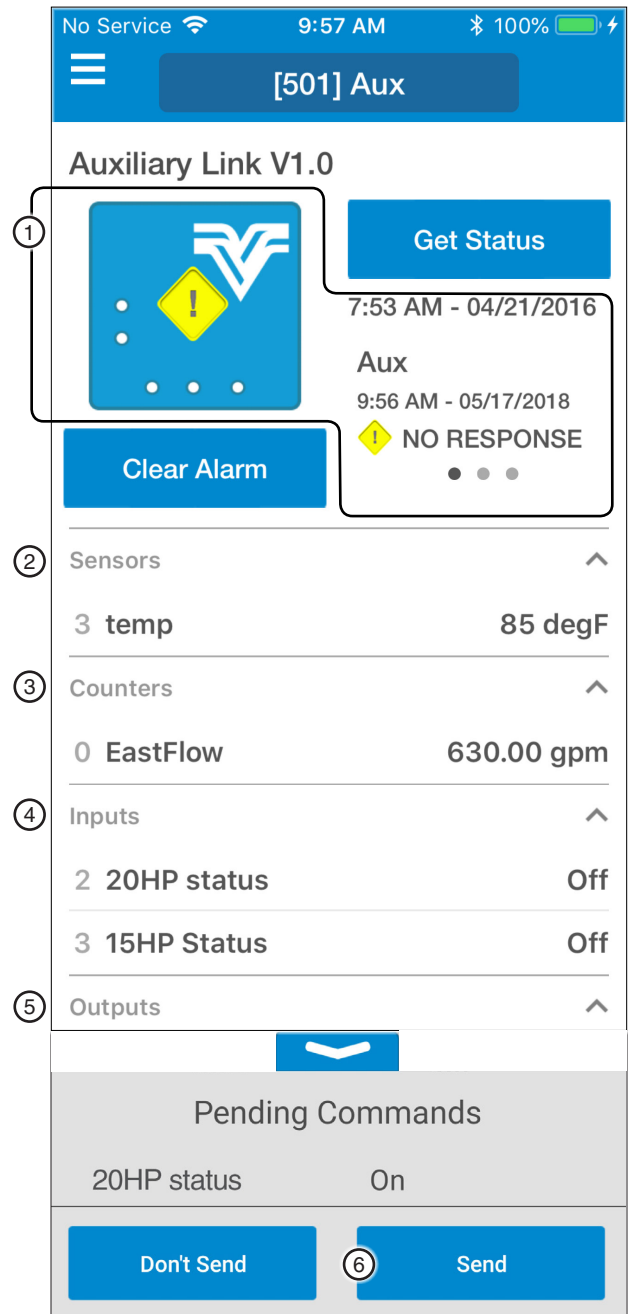 No Service 9:57 AM 100%
[501] Aux
Auxiliary Link V1.0
1
!
Get Status
7:53 AM - 04/21/2016
Aux
9:56 AM - 05/17/2018
! NO RESPONSE
Clear Alarm
2 Sensors
3 temp 85 degF
3 Counters
0 EastFlow 630.00 gpm
4 Inputs
2 20HP status Off
3 15HP Status Off
5 Outputs
Pending Commands
20HP status On
Don't Send 6 Send